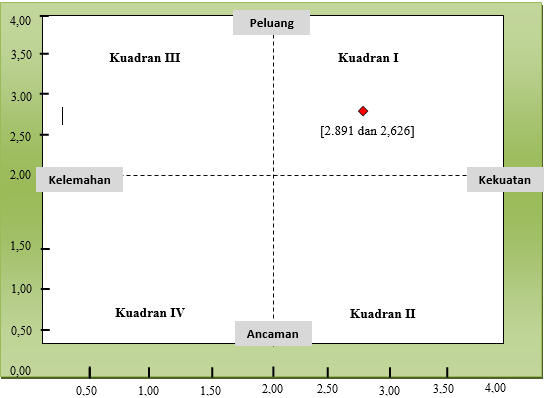 4,00
Peluang
3,50
Kuadran III
Kuadran I
3.00
[2.891 dan 2,626]
2,50
2,00
Kelemahan
Kekuatan
1,50
1,00
Kuadran IV
Kuadran II
0,50
Ancaman
0,00
0,50 1,00 1,50 2,00 2,50 3,00 3,50 4.00